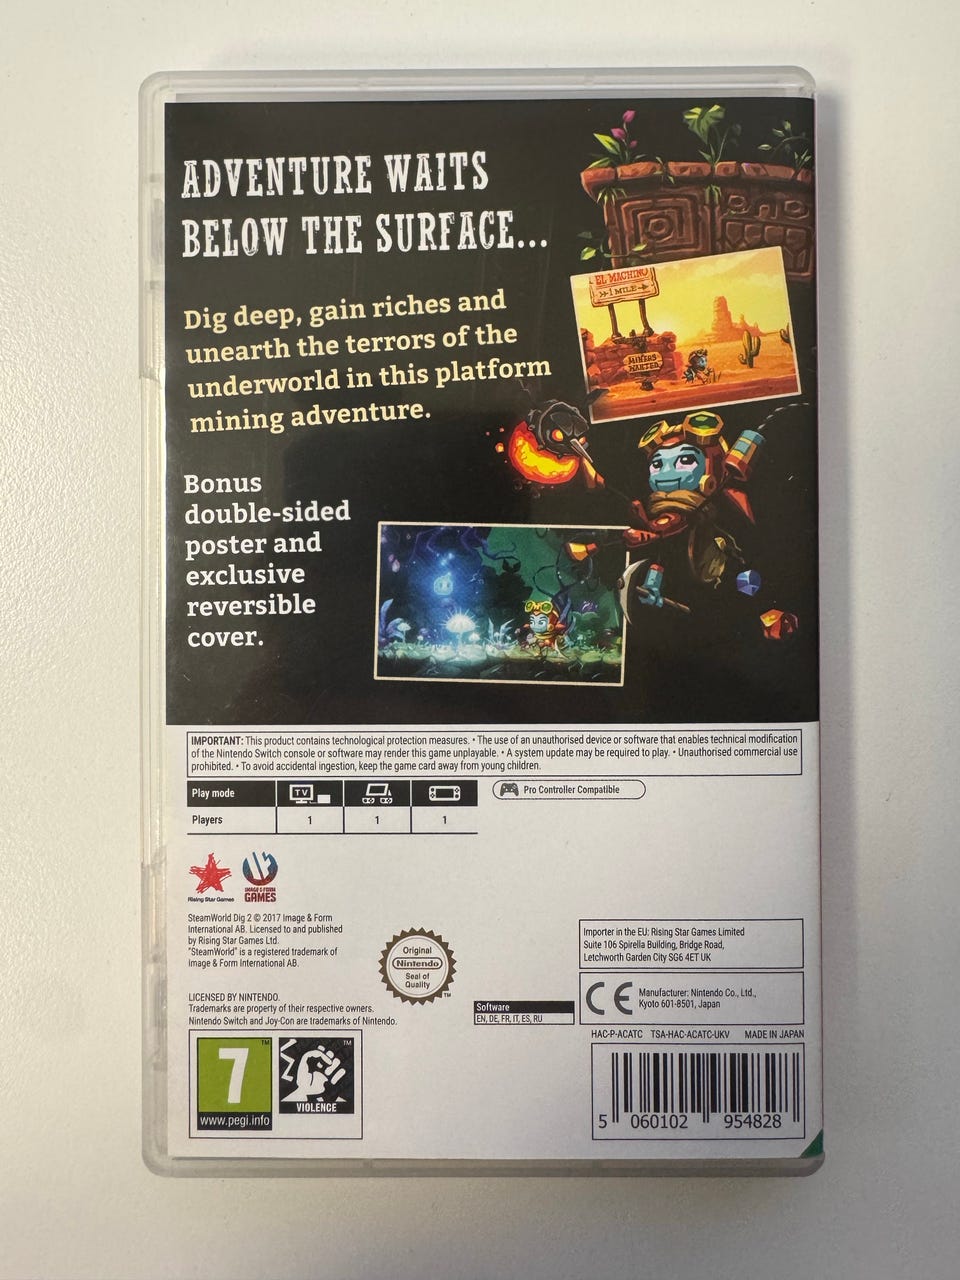 ADVENTURE WAITS
BELOW THE SURFACE...
EL MACHINO
1 MILE
MINERS
WANTED
Dig deep, gain riches and
unearth the terrors of the
underworld in this platform
mining adventure.
Bonus
double-sided
poster and
exclusive
reversible
cover.
IMPORTANT: This product contains technological protection measures. • The use of an unauthorised device or software that enables technical modification
of the Nintendo Switch console or software may render this game unplayable. • A system update may be required to play. • Unauthorised commercial use
prohibited. • To avoid accidental ingestion, keep the game card away from young children.
Play mode TV
Players 1 1 1
Pro Controller Compatible
Rising Star Games
IMAGE & FORM
GAMES
SteamWorld Dig 2 © 2017 Image & Form
International AB. Licensed to and published
by Rising Star Games Ltd.
"SteamWorld" is a registered trademark of
Image & Form International AB.
Original
Nintendo
Seal of
Quality
TM
Importer in the EU: Rising Star Games Limited
Suite 106 Spirella Building, Bridge Road,
Letchworth Garden City SG6 4ET UK
CE
Manufacturer: Nintendo Co., Ltd.,
Kyoto 601-8501, Japan
LICENSED BY NINTENDO.
Trademarks are property of their respective owners.
Nintendo Switch and Joy-Con are trademarks of Nintendo.
Software
EN, DE, FR, IT, ES, RU
HAC-P-ACATC TSA-HAC-ACATC-UKV MADE IN JAPAN
7
TM
www.pegi.info
TM
VIOLENCE
5 060102 954828